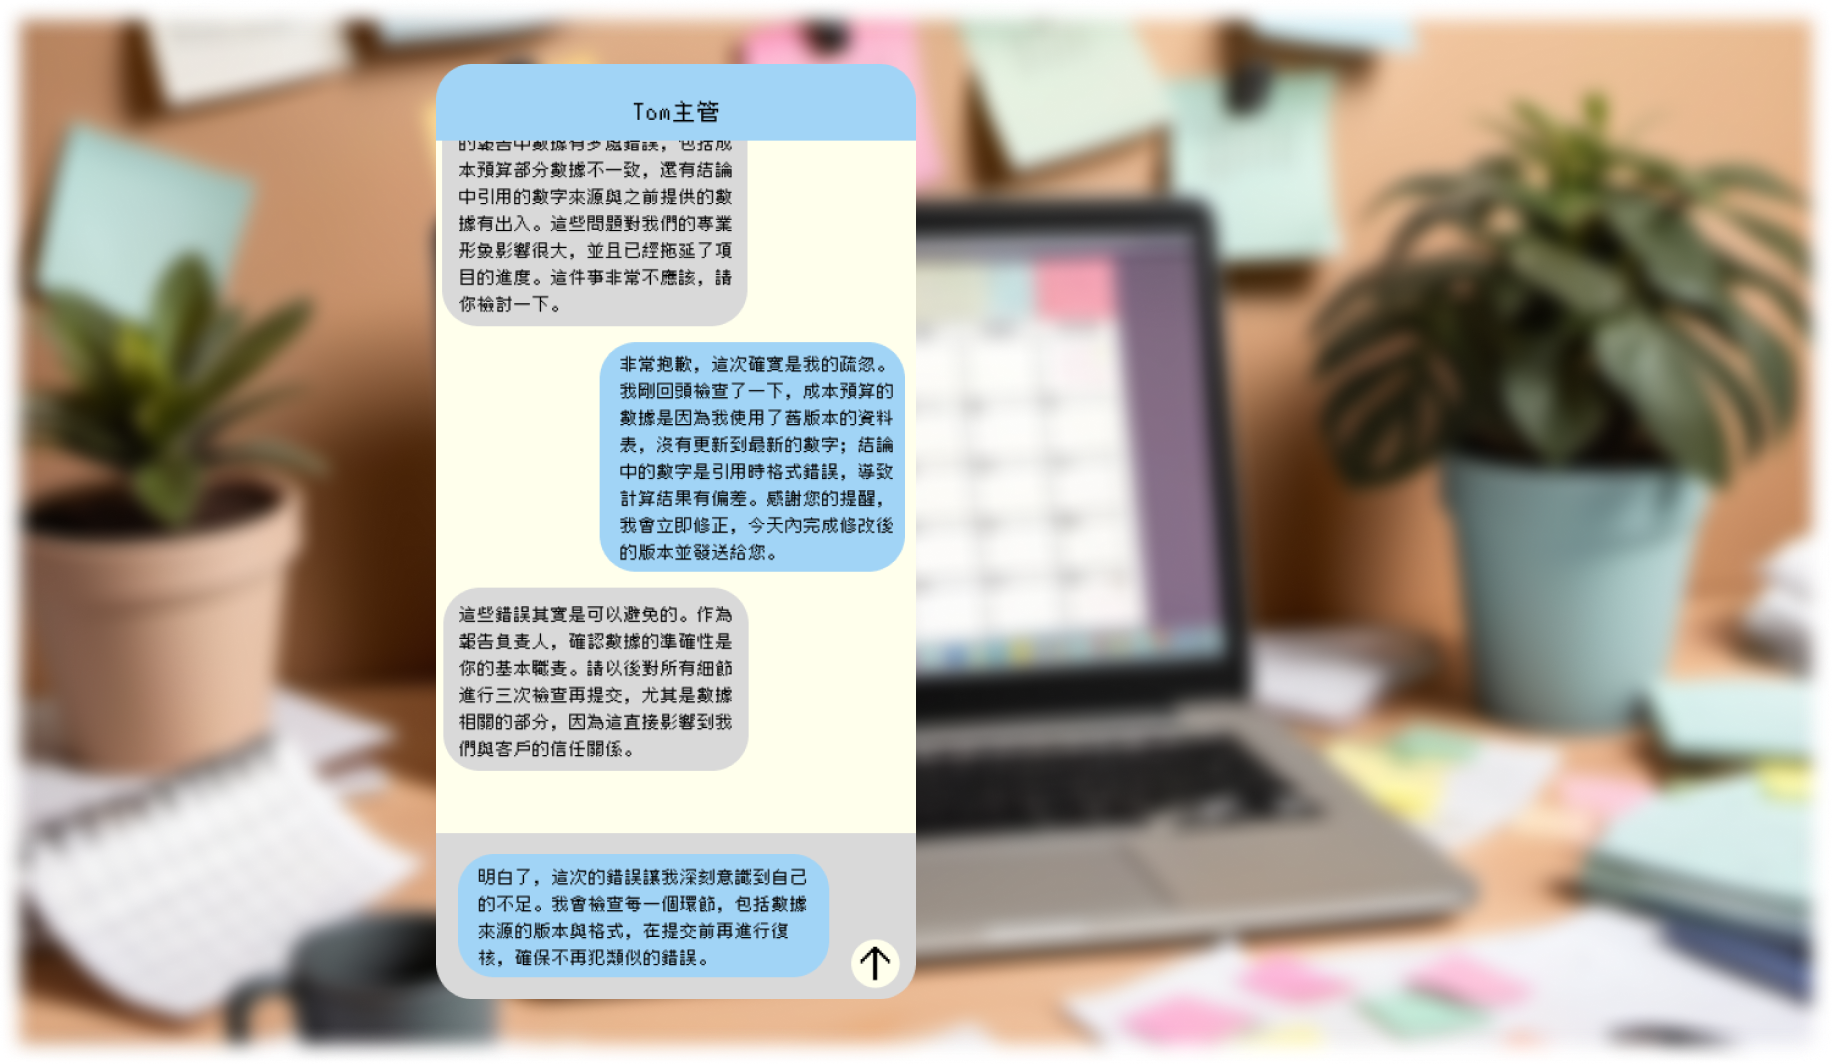 Tom主管
的報告中數據有多處錯誤，包括成
本預算部分數據不一致，還有結論
中引用的數字來源與之前提供的數
據有出入。這些問題對我們的專業
形象影響很大，並且已經拖延了項
目的進度。這件事非常不應該，請
你檢討一下。
非常抱歉，這次確實是我的疏忽。
我剛回頭檢查了一下，成本預算的
數據是因為我使用了舊版本的資料
表，沒有更新到最新的數字；結論
中的數字是引用時格式錯誤，導致
計算結果有偏差。感謝您的提醒，
我會立即修正，今天內完成修改後
的版本並發送給您。
這些錯誤其實是可以避免的。作為
報告負責人，確認數據的準確性是
你的基本職責。請以後對所有細節
進行三次檢查再提交，尤其是數據
相關的部分，因為這直接影響到我
們與客戶的信任關係。
明白了，這次的錯誤讓我深刻意識到自己
的不足。我會檢查每一個環節，包括數據
來源的版本與格式，在提交前再進行復
核，確保不再犯類似的錯誤。